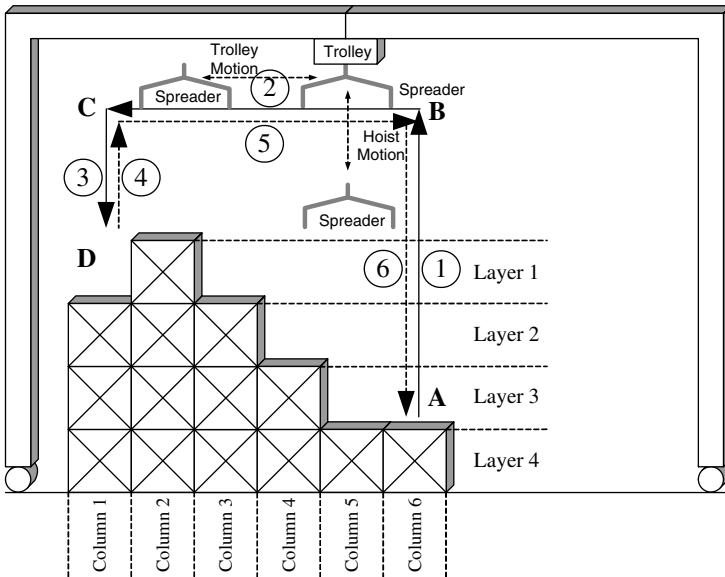 Trolley
Motion
Trolley
2
Spreader
Spreader
C
B
5
Hoist
Motion
3
4
Spreader
D
6
1
Layer 1
Layer 2
A
Layer 3
Layer 4
Column 1
Column 2
Column 3
Column 4
Column 5
Column 6